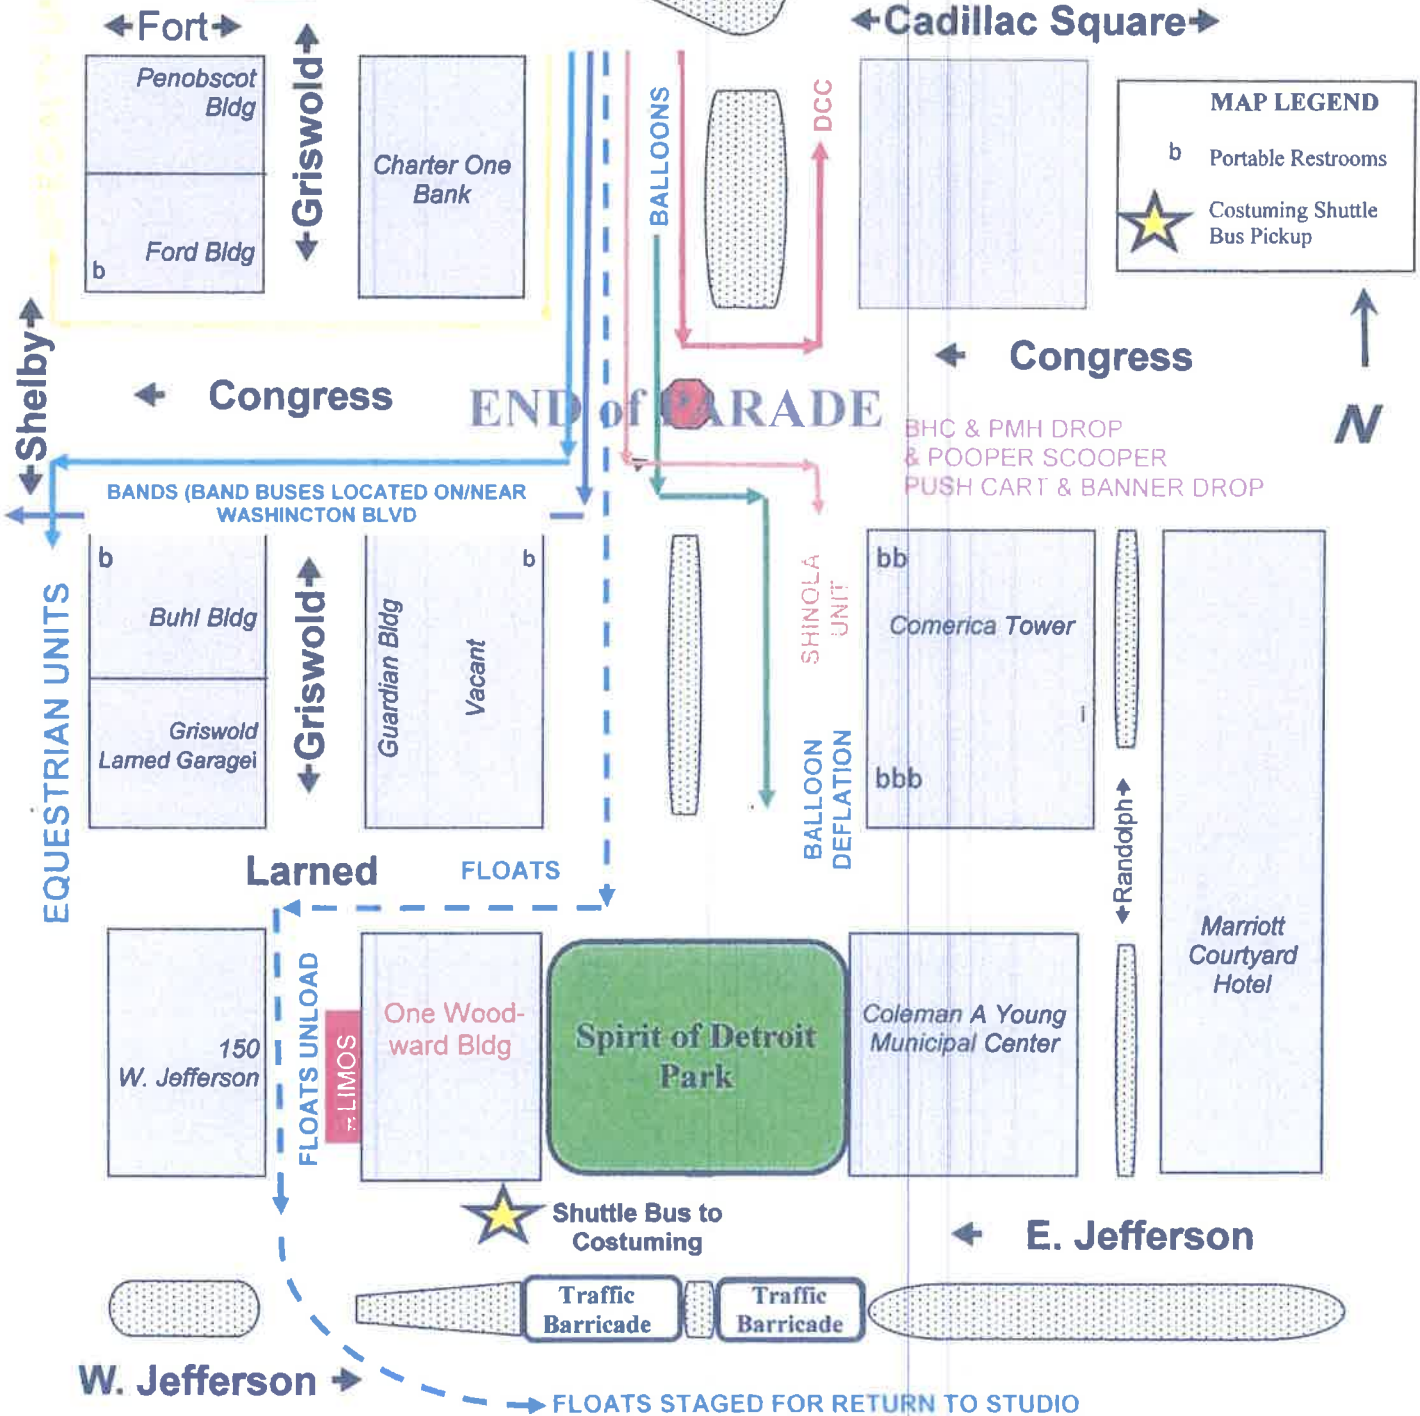 Fort
Cadillac Square
Penobscot
Bldg
Griswold
Charter One
Bank
BALLOONS
DCC
MAP LEGEND
b Portable Restrooms
Costuming Shuttle
Bus Pickup
Ford Bldg
b
Shelby
Congress
Congress
END of PARADE
N
BHC & PMH DROP
& POOPER SCOOPER
PUSH CART & BANNER DROP
BANDS (BAND BUSES LOCATED ON/NEAR
WASHINGTON BLVD
b
b
bb
EQUESTRIAN UNITS
Buhl Bldg
Griswold
Guardian Bldg
Vacant
SHINOLA
UNIT
Comerica Tower
i
Griswold
Larned Garagei
BALLOON
DEFLATION
bbb
Randolph
Larned
FLOATS
Marriott
Courtyard
Hotel
150
W. Jefferson
FLOATS UNLOAD
LIMOS
One Wood-
ward Bldg
Spirit of Detroit
Park
Coleman A Young
Municipal Center
Shuttle Bus to
Costuming
E. Jefferson
Traffic
Barricade
Traffic
Barricade
W. Jefferson
FLOATS STAGED FOR RETURN TO STUDIO